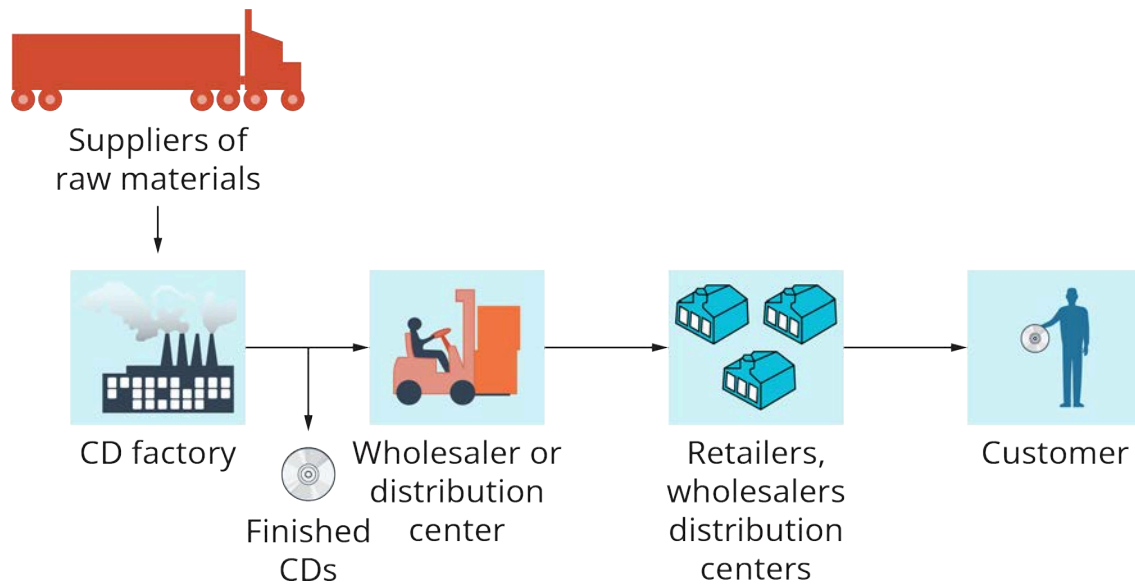 Suppliers of
raw materials
CD factory
Finished
CDs
Wholesaler or
distribution
center
Retailers,
wholesalers
distribution
centers
Customer